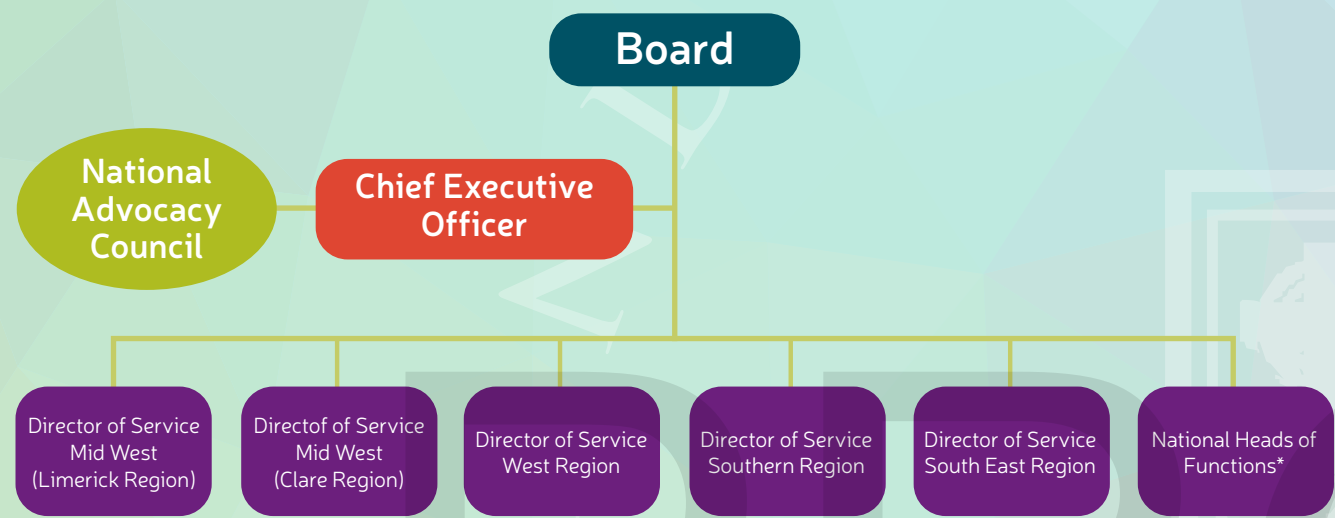 Board
National
Advocacy
Council
Chief Executive
Officer
Director of Service
Mid West
(Limerick Region)
Directof of Service
Mid West
(Clare Region)
Director of Service
West Region
Director of Service
Southern Region
Director of Service
South East Region
National Heads of
Functions*